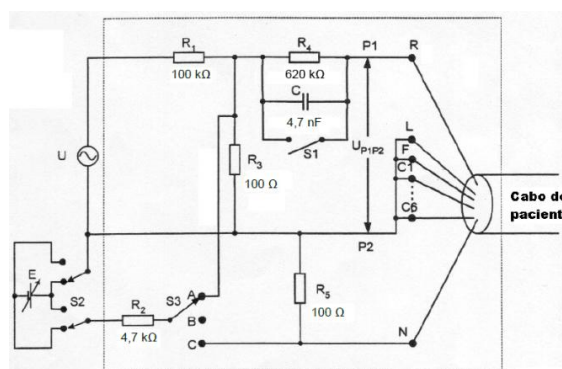 R₁
100 kΩ
R₄
620 kΩ
C
4,7 nF
S1
P1
R
U
R₃
100 Ω
U_P1P2
L
F
C1
C6
Cabo de
pacient
P2
E
S2
R₂
4,7 kΩ
S3
A
B
C
R₅
100 Ω
N